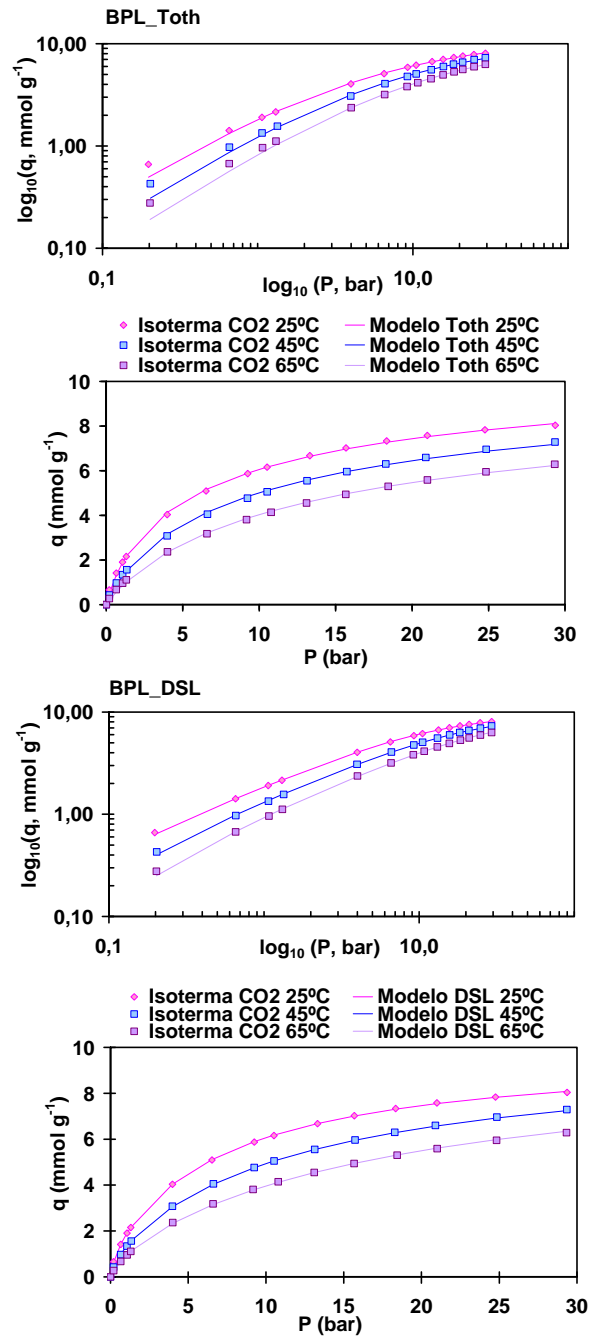 BPL_Toth
10,00
1,00
0,10
0,1
10,0
log₁₀(q, mmol g⁻¹)
log₁₀ (P, bar)
Isoterma CO2 25ºC
Modelo Toth 25ºC
Isoterma CO2 45ºC
Modelo Toth 45ºC
Isoterma CO2 65ºC
Modelo Toth 65ºC
10
8
6
4
2
0
q (mmol g⁻¹)
0 5 10 15 20 25 30
P (bar)
BPL_DSL
10,00
1,00
0,10
0,1
10,0
log₁₀(q, mmol g⁻¹)
log₁₀ (P, bar)
Isoterma CO2 25ºC
Modelo DSL 25ºC
Isoterma CO2 45ºC
Modelo DSL 45ºC
Isoterma CO2 65ºC
Modelo DSL 65ºC
10
8
6
4
2
0
q (mmol g⁻¹)
0 5 10 15 20 25 30
P (bar)